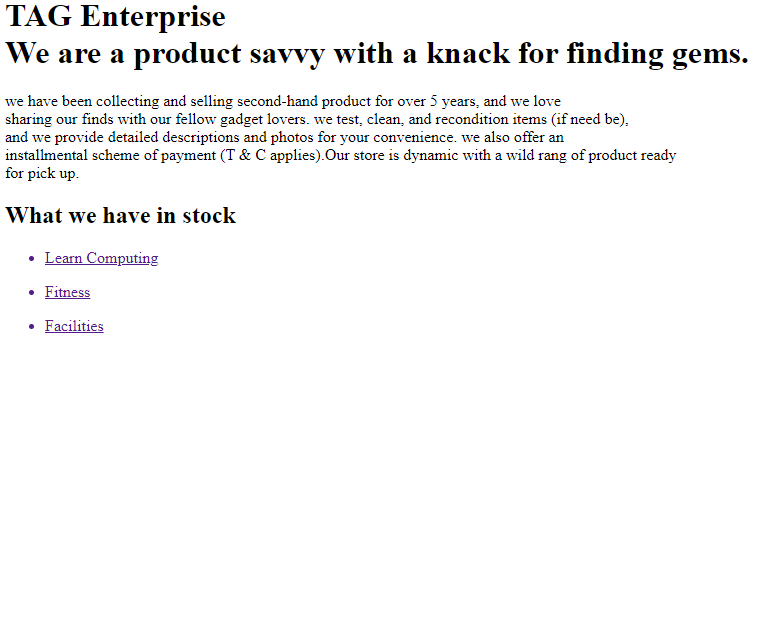 TAG Enterprise
We are a product savvy with a knack for finding gems.
we have been collecting and selling second-hand product for over 5 years, and we love
sharing our finds with our fellow gadget lovers. we test, clean, and recondition items (if need be),
and we provide detailed descriptions and photos for your convenience. we also offer an
installmental scheme of payment (T & C applies).Our store is dynamic with a wild rang of product ready
for pick up.
What we have in stock
• Learn Computing
• Fitness
• Facilities